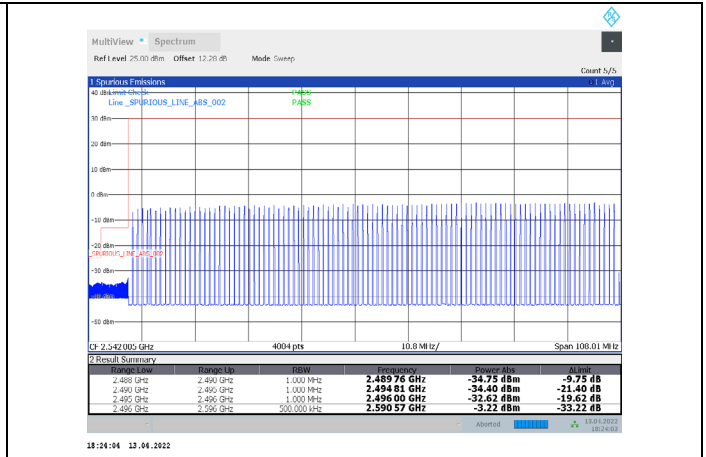 MultiView Spectrum
Ref Level 25.00 dBm Offset 12.28 dB Mode Sweep
Count 5/5
1 Spurious Emissions 1 Avg
40 dBm Limit Check PASS
Line _SPURIOUS_LINE_ABS_002 PASS
30 dBm
20 dBm
10 dBm
0 dBm
-10 dBm
-20 dBm
_SPURIOUS_LINE_ABS_002
-30 dBm
-40 dBm
-50 dBm
CF 2.542 005 GHz 4004 pts 10.8 MHz/ Span 108.01 MHz
2 Result Summary
Range Low Range Up RBW Frequency Power Abs ΔLimit
2.488 GHz 2.490 GHz 1.000 MHz 2.489 76 GHz -34.75 dBm -9.75 dB
2.490 GHz 2.495 GHz 1.000 MHz 2.494 81 GHz -34.40 dBm -21.40 dB
2.495 GHz 2.496 GHz 1.000 MHz 2.496 00 GHz -32.62 dBm -19.62 dB
2.496 GHz 2.596 GHz 500.000 kHz 2.590 57 GHz -3.22 dBm -33.22 dB
Aborted 13.04.2022
18:24:03
18:24:04 13.04.2022